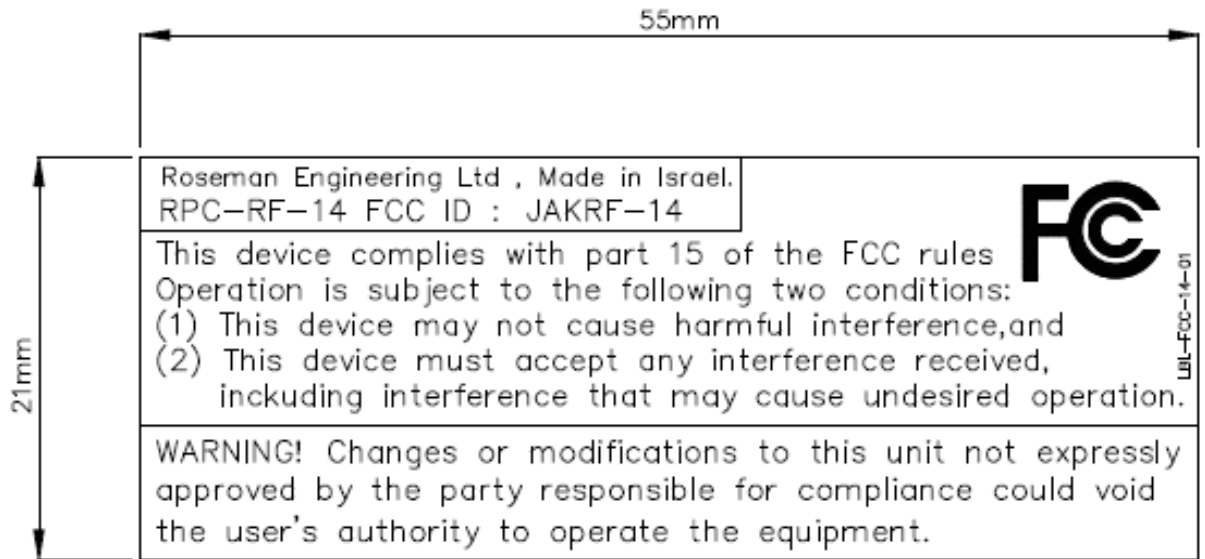 55mm
21mm
Roseman Engineering Ltd , Made in Israel.
RPC-RF-14 FCC ID : JAKRF-14
FCC
This device complies with part 15 of the FCC rules
Operation is subject to the following two conditions:
(1) This device may not cause harmful interference,and
(2) This device must accept any interference received,
inckuding interference that may cause undesired operation.
LBL-FCC-14-01
WARNING! Changes or modifications to this unit not expressly
approved by the party responsible for compliance could void
the user's authority to operate the equipment.